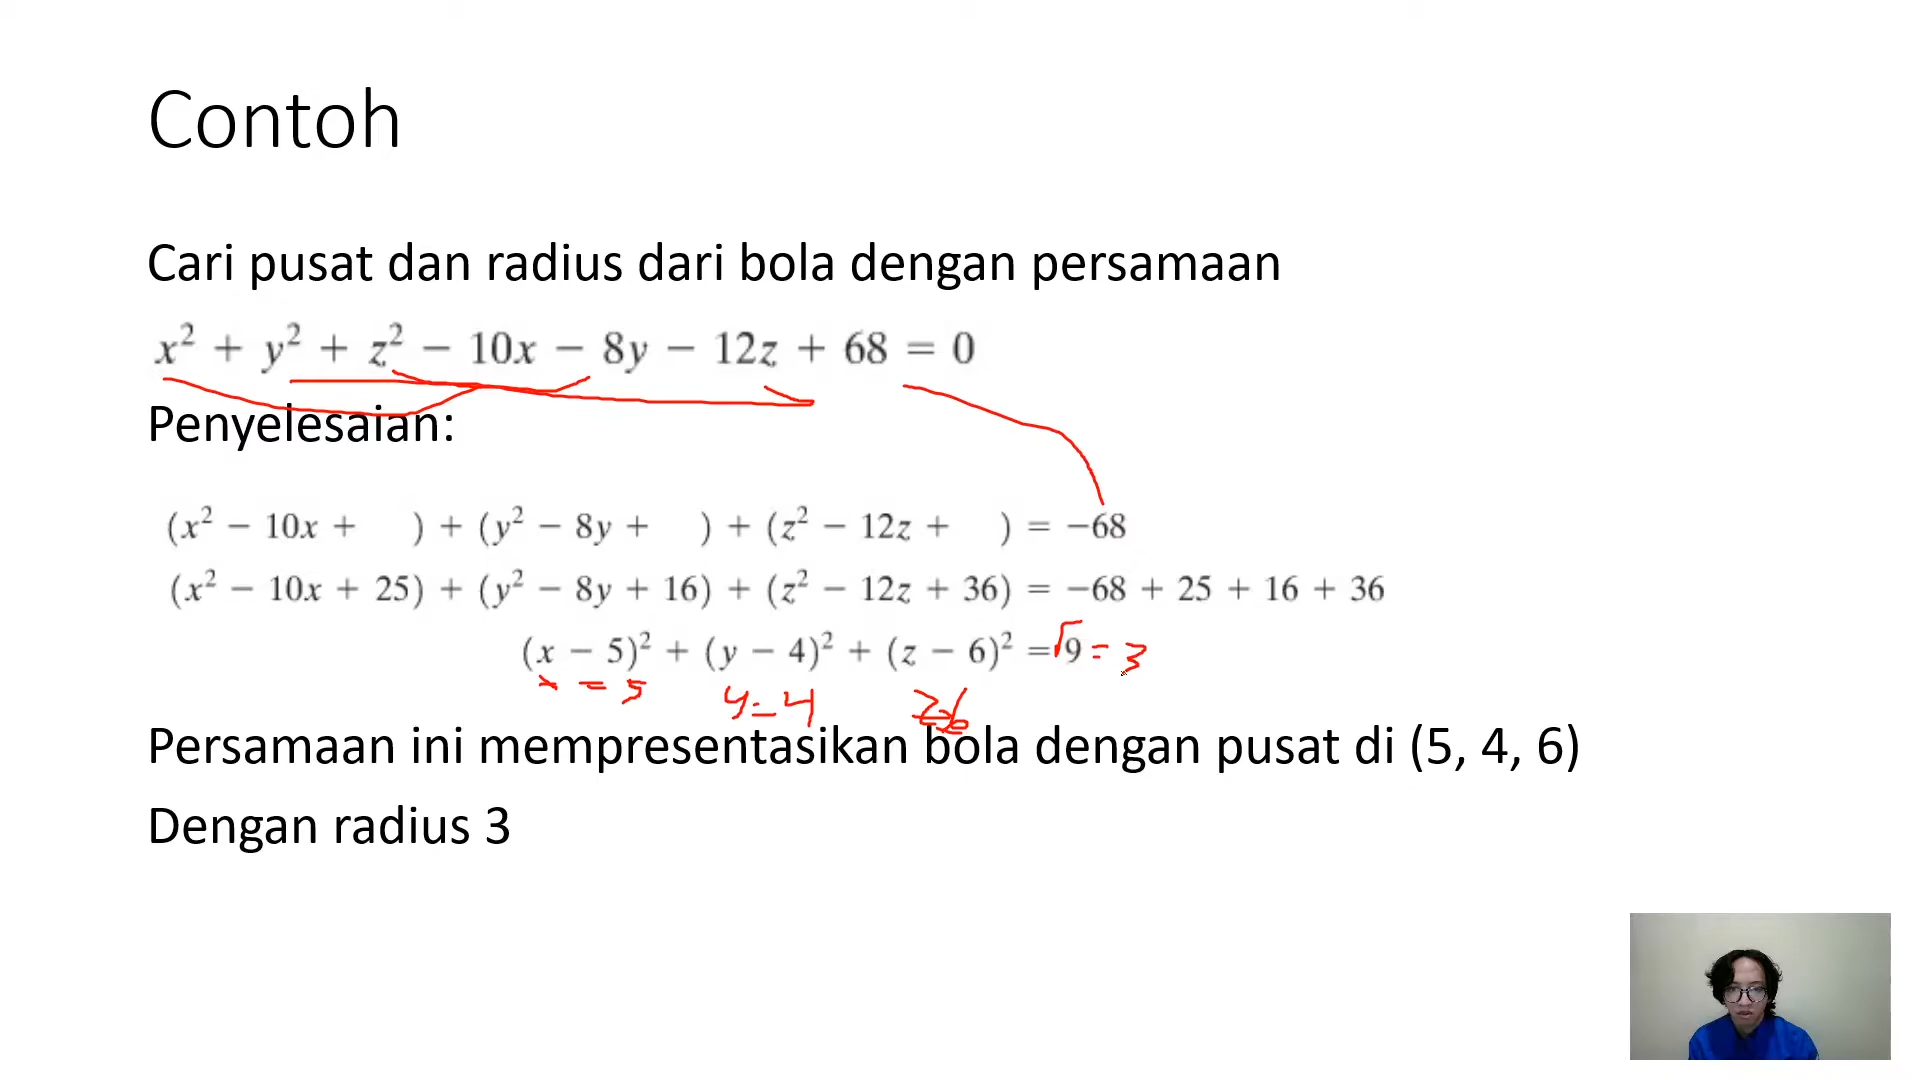 Contoh
Cari pusat dan radius dari bola dengan persamaan
x² + y² + z² − 10x − 8y − 12z + 68 = 0
Penyelesaian:
(x² − 10x + ) + (y² − 8y + ) + (z² − 12z + ) = −68
(x² − 10x + 25) + (y² − 8y + 16) + (z² − 12z + 36) = −68 + 25 + 16 + 36
(x − 5)² + (y − 4)² + (z − 6)² = √9 = 3
x = 5 y = 4
Persamaan ini mempresentasikan bola dengan pusat di (5, 4, 6)
Dengan radius 3